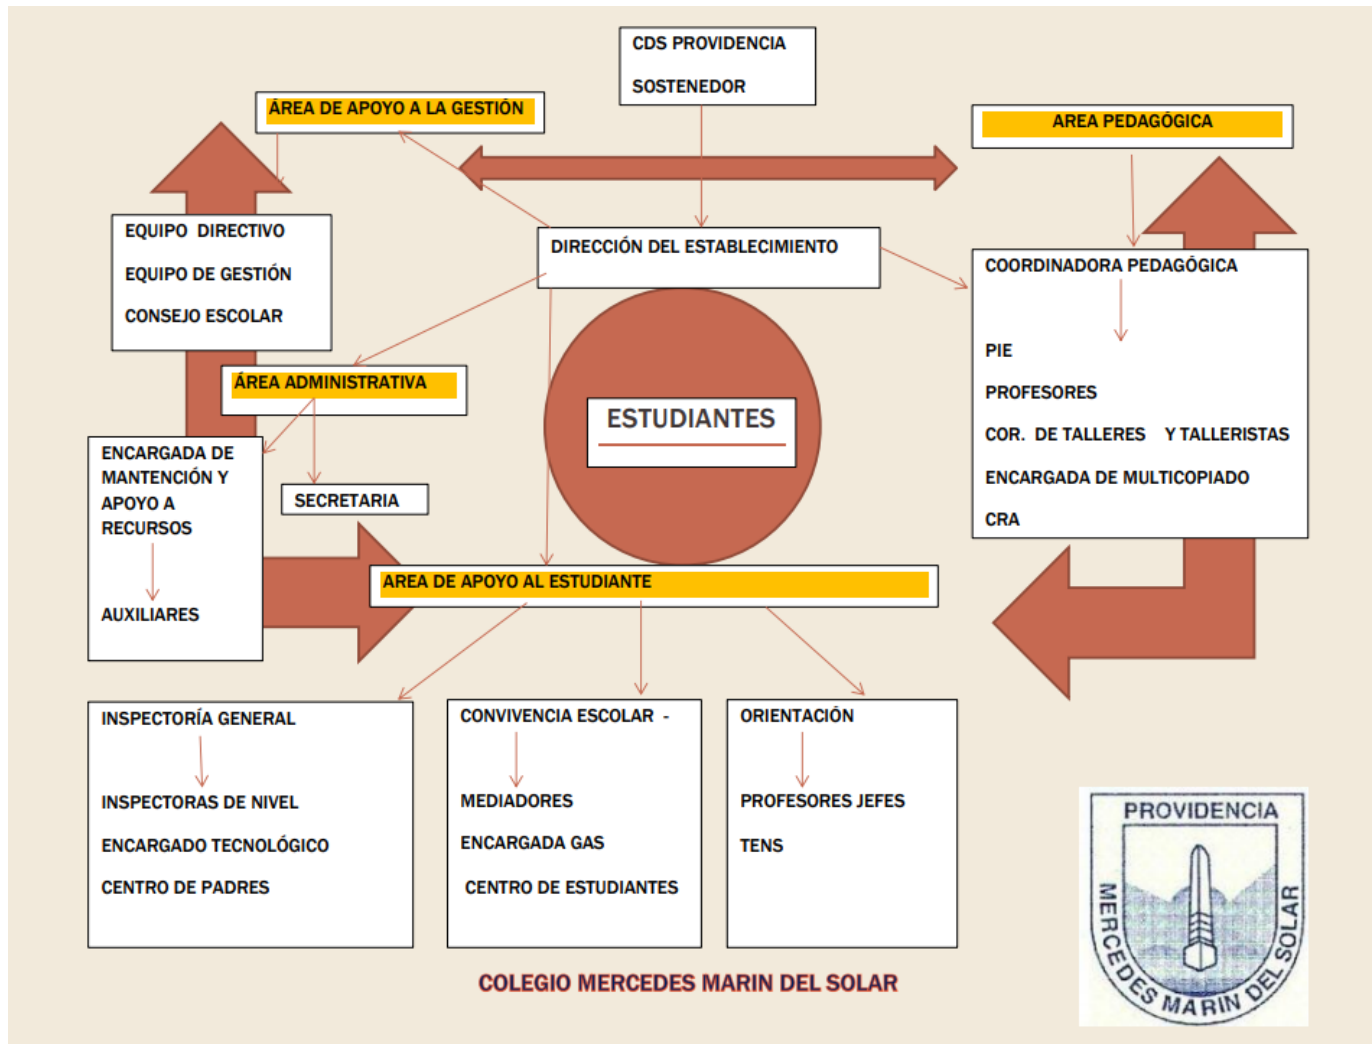 CDS PROVIDENCIA
SOSTENEDOR
ÁREA DE APOYO A LA GESTIÓN
AREA PEDAGÓGICA
EQUIPO DIRECTIVO
EQUIPO DE GESTIÓN
CONSEJO ESCOLAR
DIRECCIÓN DEL ESTABLECIMIENTO
COORDINADORA PEDAGÓGICA
PIE
PROFESORES
COR. DE TALLERES Y TALLERISTAS
ENCARGADA DE MULTICOPIADO
CRA
ÁREA ADMINISTRATIVA
ESTUDIANTES
ENCARGADA DE
MANTENCIÓN Y
APOYO A
RECURSOS
AUXILIARES
SECRETARIA
AREA DE APOYO AL ESTUDIANTE
INSPECTORÍA GENERAL
INSPECTORAS DE NIVEL
ENCARGADO TECNOLÓGICO
CENTRO DE PADRES
CONVIVENCIA ESCOLAR -
MEDIADORES
ENCARGADA GAS
CENTRO DE ESTUDIANTES
ORIENTACIÓN
PROFESORES JEFES
TENS
PROVIDENCIA
MERCEDES MARIN DEL SOLAR
COLEGIO MERCEDES MARIN DEL SOLAR